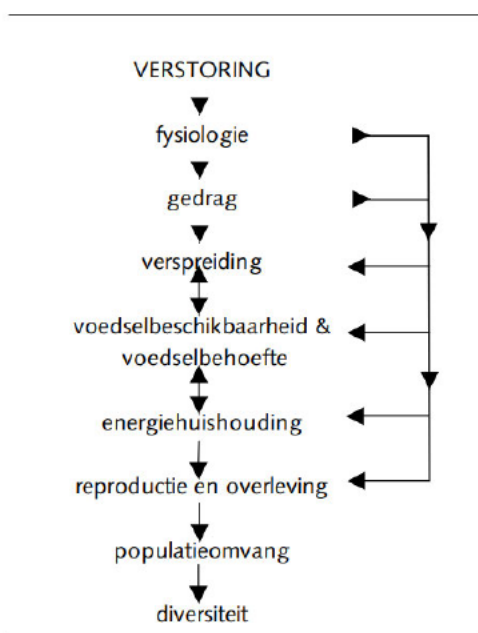 VERSTORING
fysiologie
gedrag
verspreiding
voedselbeschikbaarheid &
voedselbehoefte
energiehuishouding
reproductie en overleving
populatieomvang
diversiteit